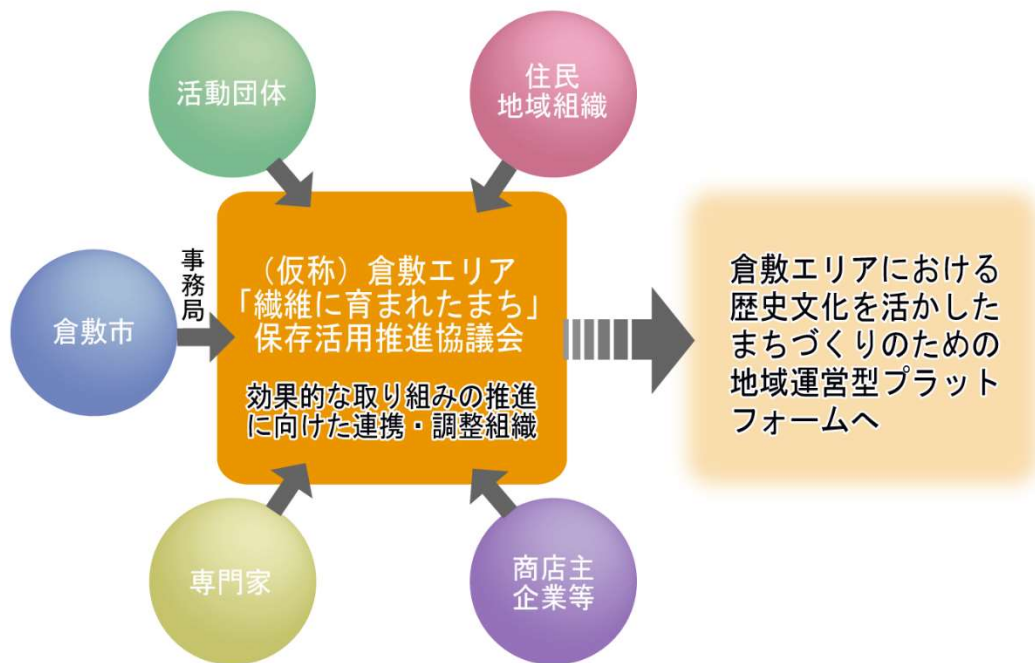 活動団体
住民
地域組織
倉敷市
事務局
（仮称）倉敷エリア
「繊維に育まれたまち」
保存活用推進協議会
効果的な取り組みの推進
に向けた連携・調整組織
専門家
商店主
企業等
倉敷エリアにおける
歴史文化を活かした
まちづくりのための
地域運営型プラット
フォームへ